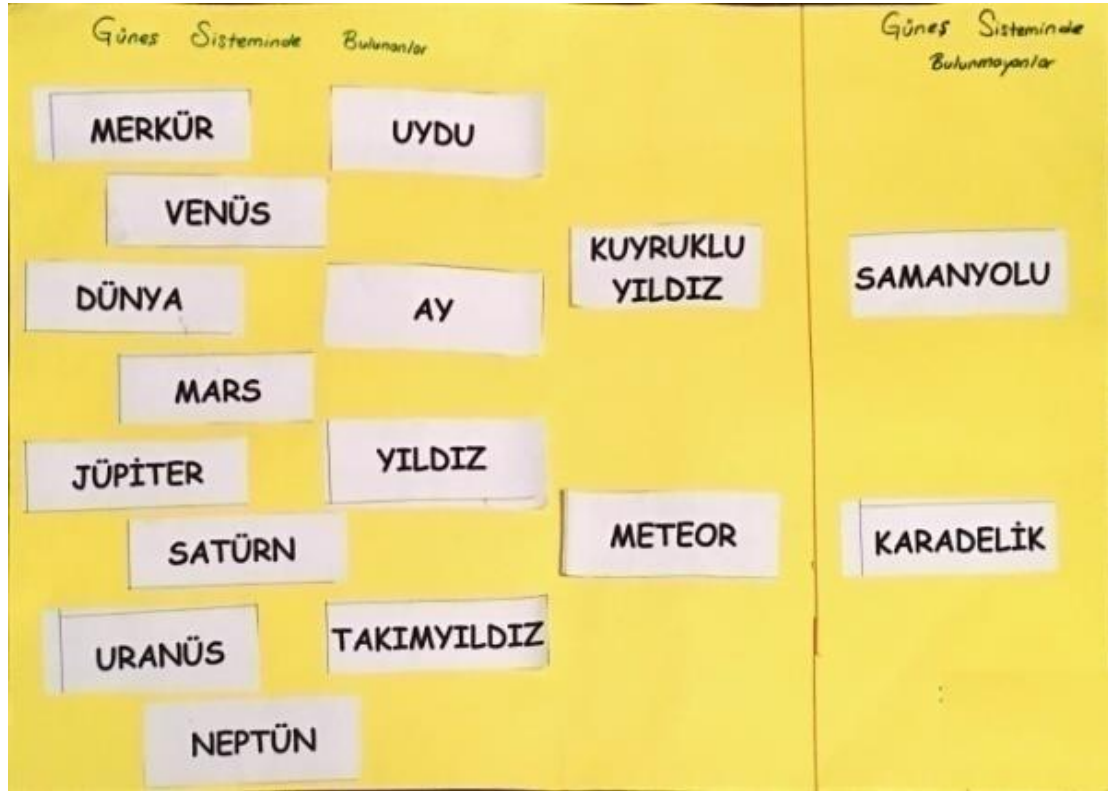 Güneş Sisteminde Bulunanlar
MERKÜR
VENÜS
DÜNYA
MARS
JÜPİTER
SATÜRN
URANÜS
NEPTÜN
UYDU
AY
YILDIZ
TAKIMYILDIZ
KUYRUKLU
YILDIZ
METEOR
Güneş Sisteminde
Bulunmayanlar
SAMANYOLU
KARADELİK